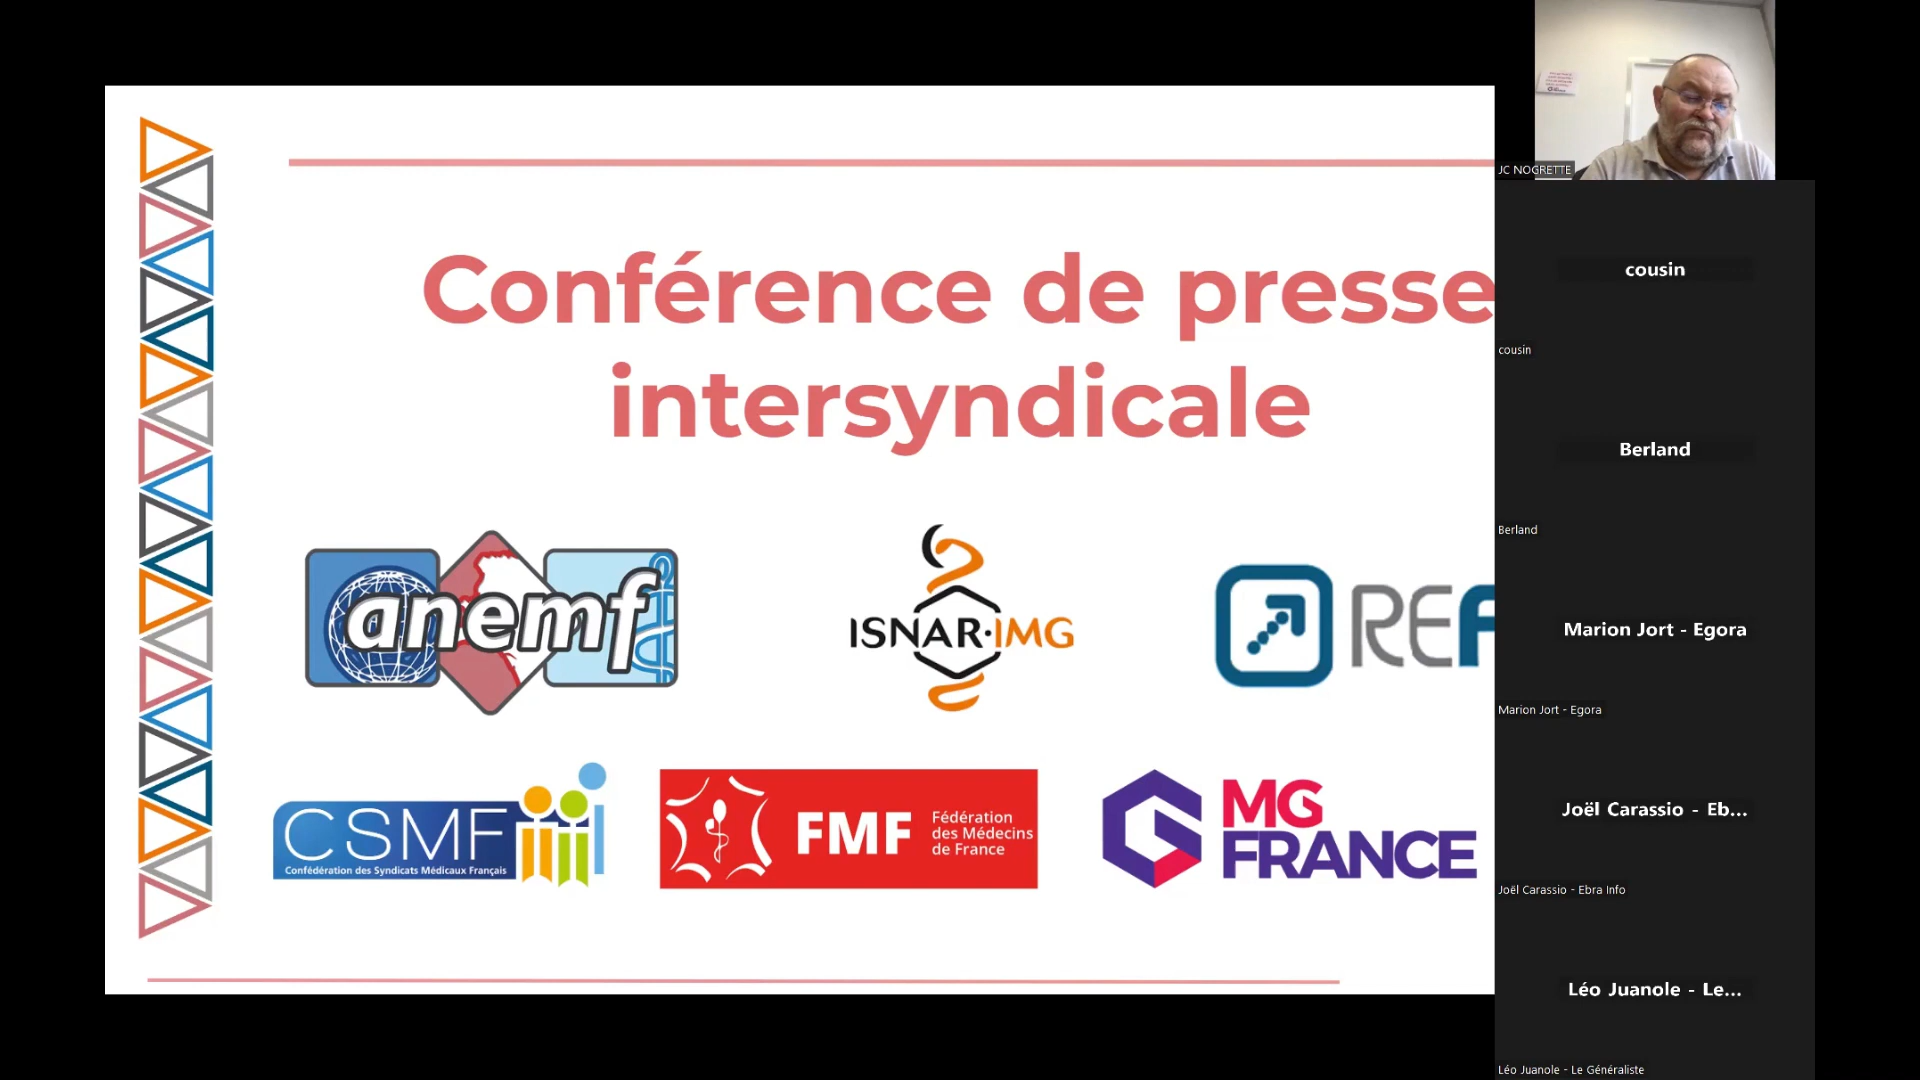 Conférence de presse
intersyndicale
anemf
ISNAR·IMG
CSMF
Confédération des Syndicats Médicaux Français
FMF
Fédération
des Médecins
de France
MG
FRANCE
JC NOGRETTE
cousin
cousin
Berland
Berland
Marion Jort - Egora
Marion Jort - Egora
Joël Carassio - Eb...
Joël Carassio - Ebra Info
Léo Juanole - Le...
Léo Juanole - Le Généraliste